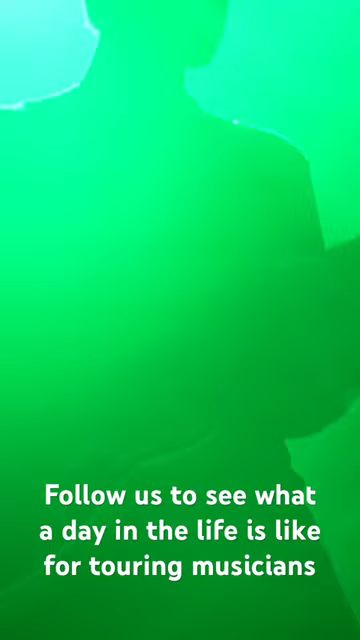 Follow us to see what
a day in the life is like
for touring musicians